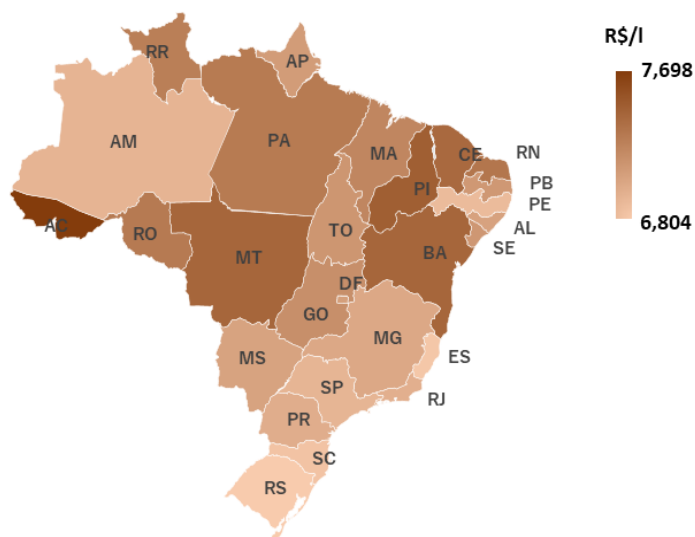 R$/l
7,698
6,804
RR
AP
AM
PA
MA
CE
RN
PB
PE
AL
SE
PI
AC
RO
TO
BA
MT
DF
GO
MG
ES
MS
SP
RJ
PR
SC
RS